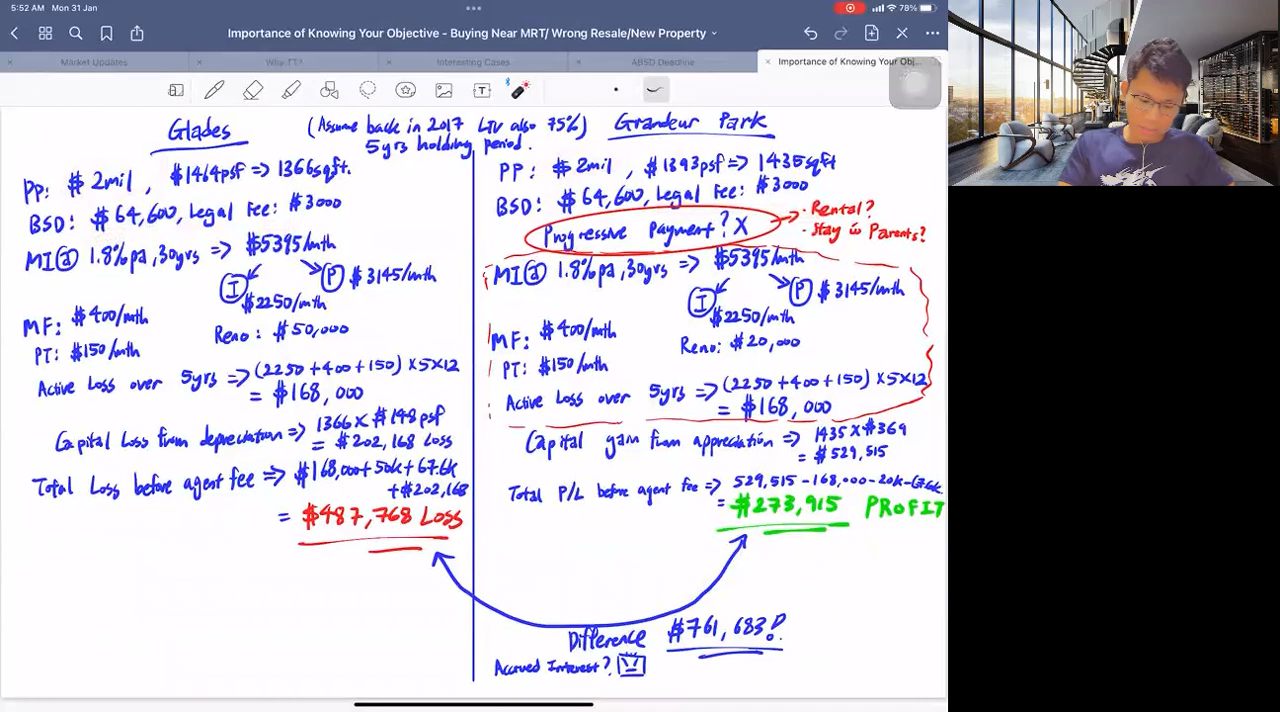 5:52 AM Mon 31 Jan
78%
Importance of Knowing Your Objective - Buying Near MRT/ Wrong Resale/New Property
Market Updates
Why TTA?
Interesting Cases
ABSD Deadline
Importance of Knowing Your Obj...
(Assume back in 2017 LTV also 75%)
5yrs holding period.
Glades
PP: $2mil, $1464psf => 1366sqft.
BSD: $64,600, Legal Fee: $3000
MI@ 1.8%pa, 30yrs => $5395/mth
I
P $3145/mth
$2250/mth
MF: $400/mth
Reno: $50,000
PT: $150/mth
Active Loss over 5yrs => (2250+400+150)×5×12
= $168,000
Capital Loss from depreciation => 1366 × $148psf
= $202,168 Loss
Total Loss before agent fee => $168,000+50k+67.6k
+$202,168
= $487,768 Loss
Grandeur Park
PP: $2mil, $1393psf => 1435sqft
BSD: $64,600, Legal Fee: $3000
Progressive Payment? X
· Rental?
· Stay w Parents?
MI@ 1.8%pa, 30yrs => $5395/mth
I
P $3145/mth
$2250/mth
MF: $400/mth
Reno: $20,000
PT: $150/mth
Active Loss over 5yrs => (2250+400+150)×5×12
= $168,000
Capital gain from appreciation => 1435×$369
= $529,515
Total P/L before agent fee => 529,515-168,000-20k-67.6k
= $273,915 PROFIT
Difference $761,683?!
Accrued Interest?